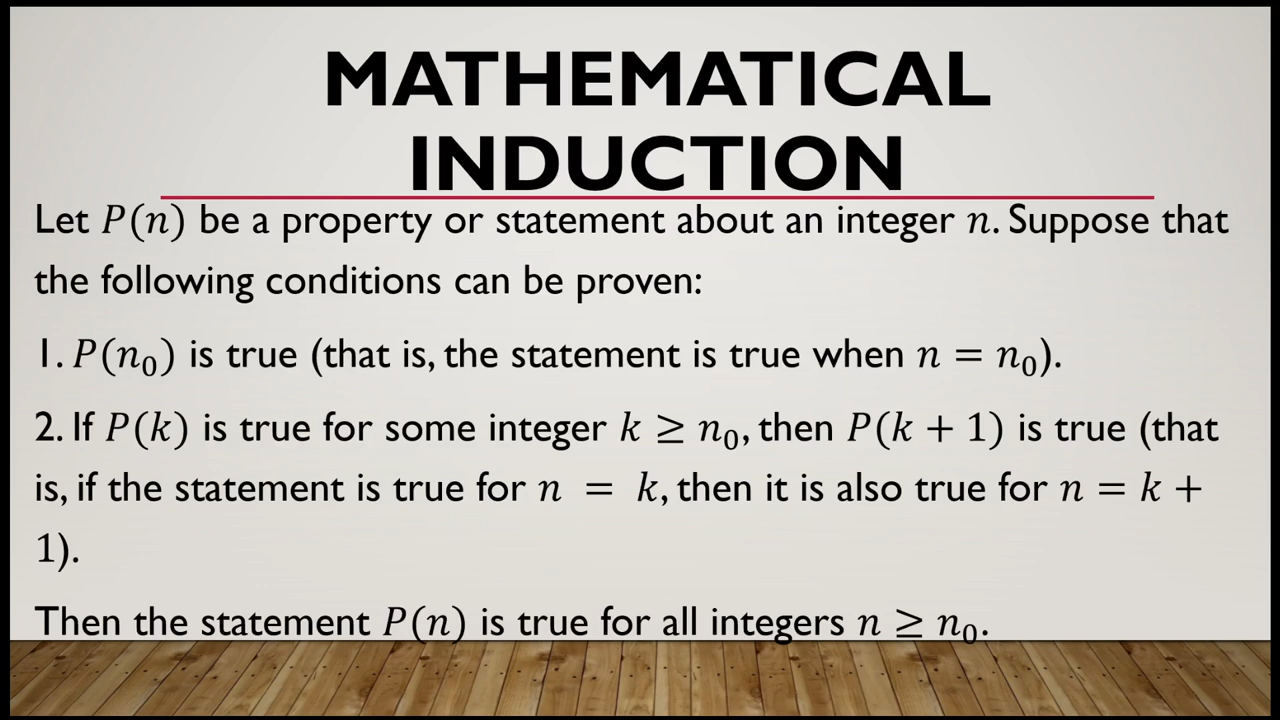 MATHEMATICAL
INDUCTION
Let P(n) be a property or statement about an integer n. Suppose that
the following conditions can be proven:
1. P(n₀) is true (that is, the statement is true when n = n₀).
2. If P(k) is true for some integer k ≥ n₀, then P(k + 1) is true (that
is, if the statement is true for n = k, then it is also true for n = k +
1).
Then the statement P(n) is true for all integers n ≥ n₀.